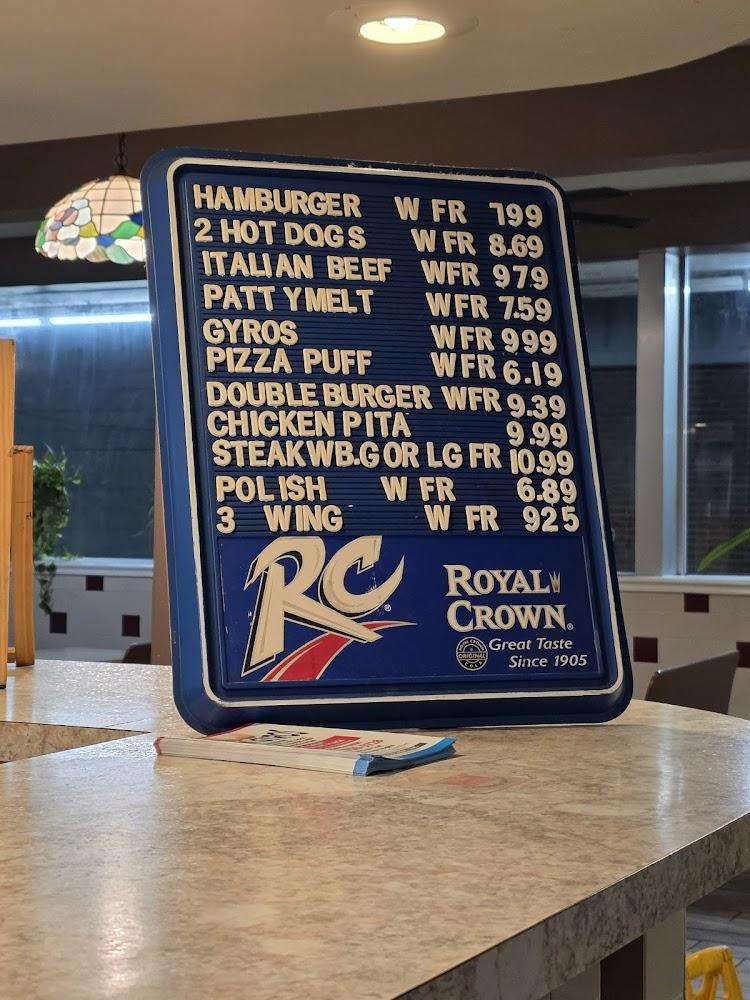 HAMBURGER W FR 799
2 HOT DOGS W FR 8.69
ITALIAN BEEF WFR 979
PATTYMELT WFR 7.59
GYROS WFR 999
PIZZA PUFF WFR 6.19
DOUBLE BURGER WFR 9.39
CHICKEN PITA 9.99
STEAKWB.G OR LG FR 10.99
POLISH W FR 6.89
3 WING W FR 925
RC®
ROYAL
CROWN®
ORIGINAL
Great Taste
Since 1905